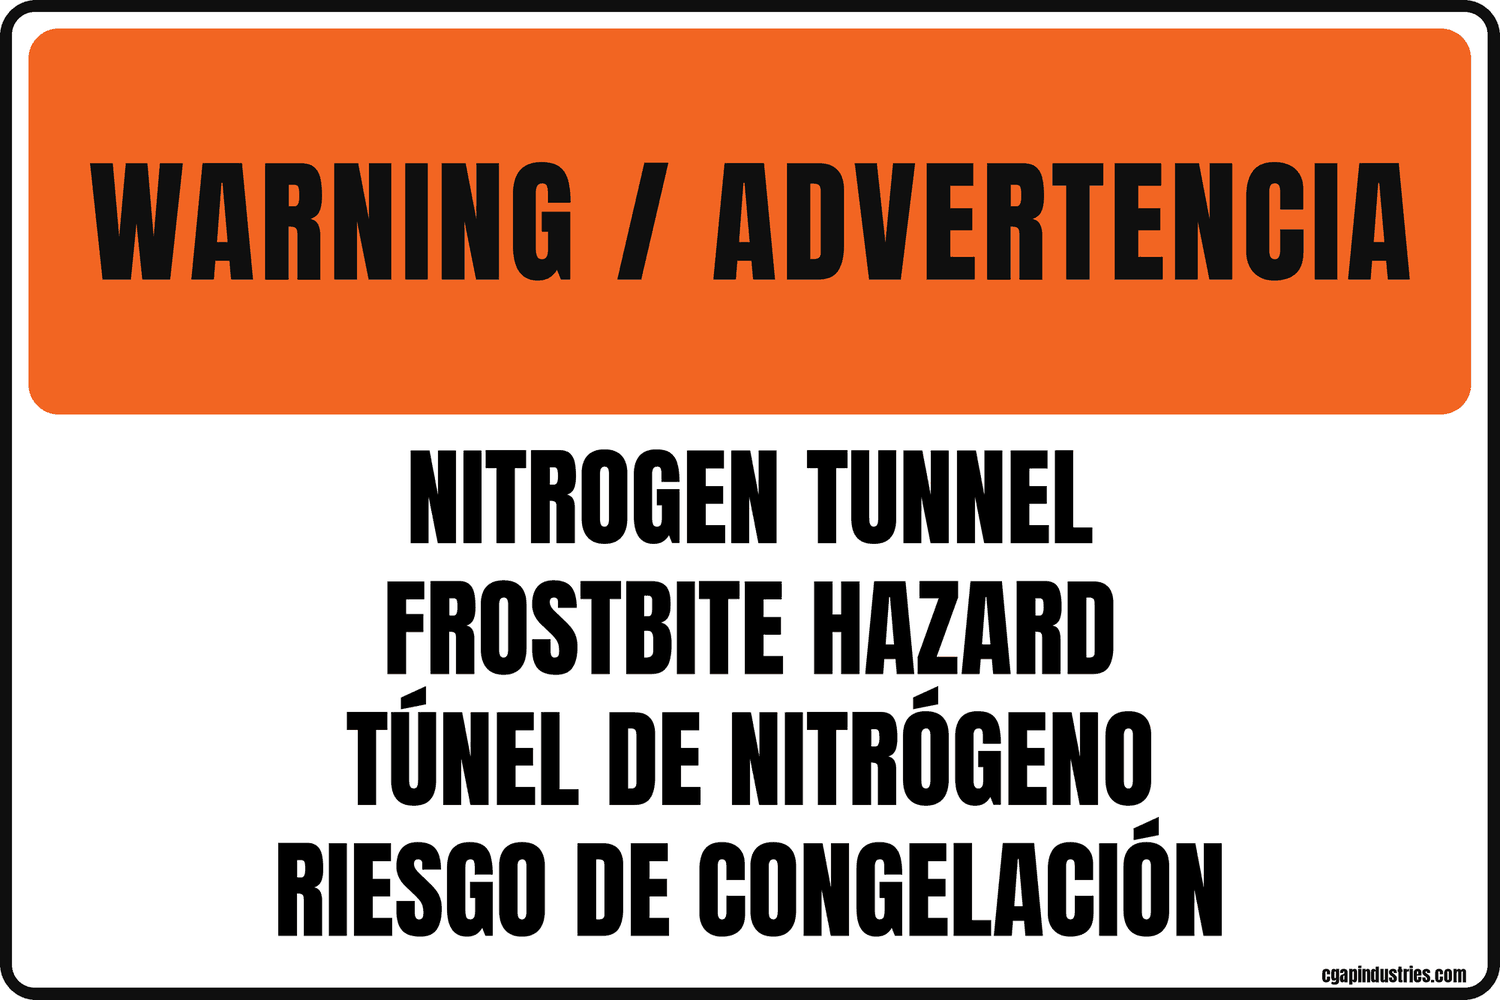 WARNING / ADVERTENCIA
NITROGEN TUNNEL
FROSTBITE HAZARD
TÚNEL DE NITRÓGENO
RIESGO DE CONGELACIÓN
cgapindustries.com